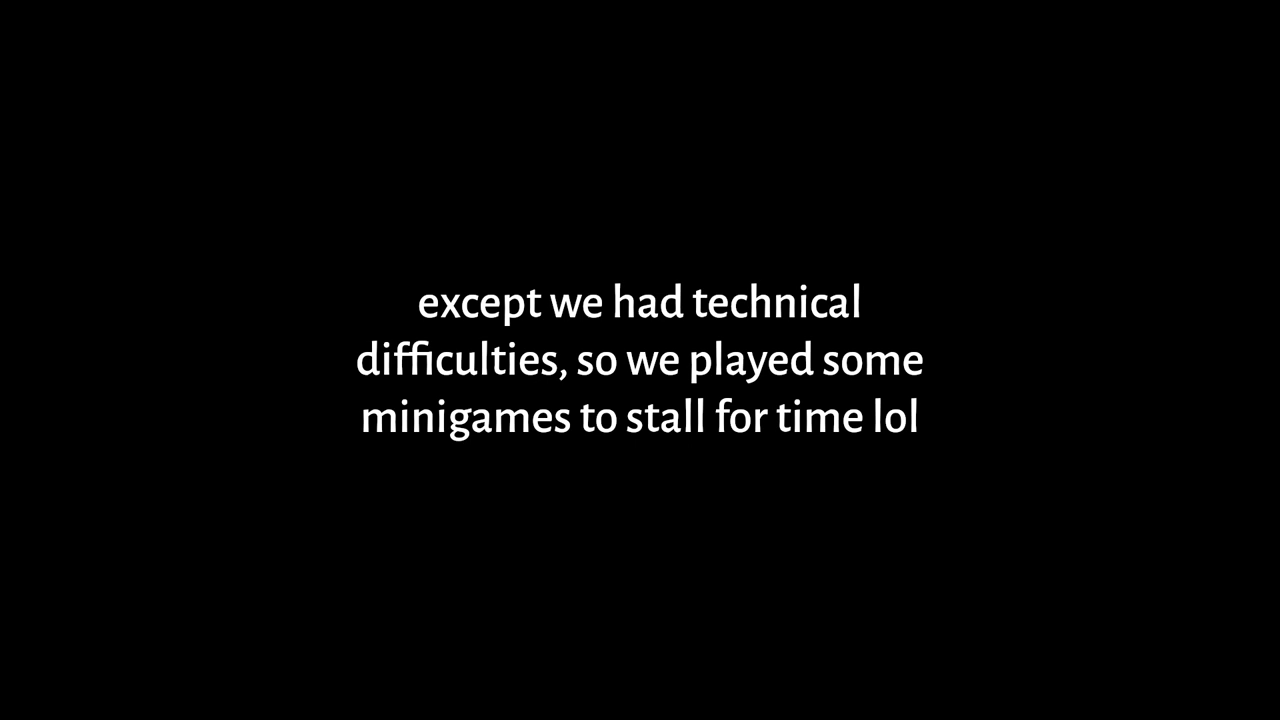 except we had technical
difficulties, so we played some
minigames to stall for time lol